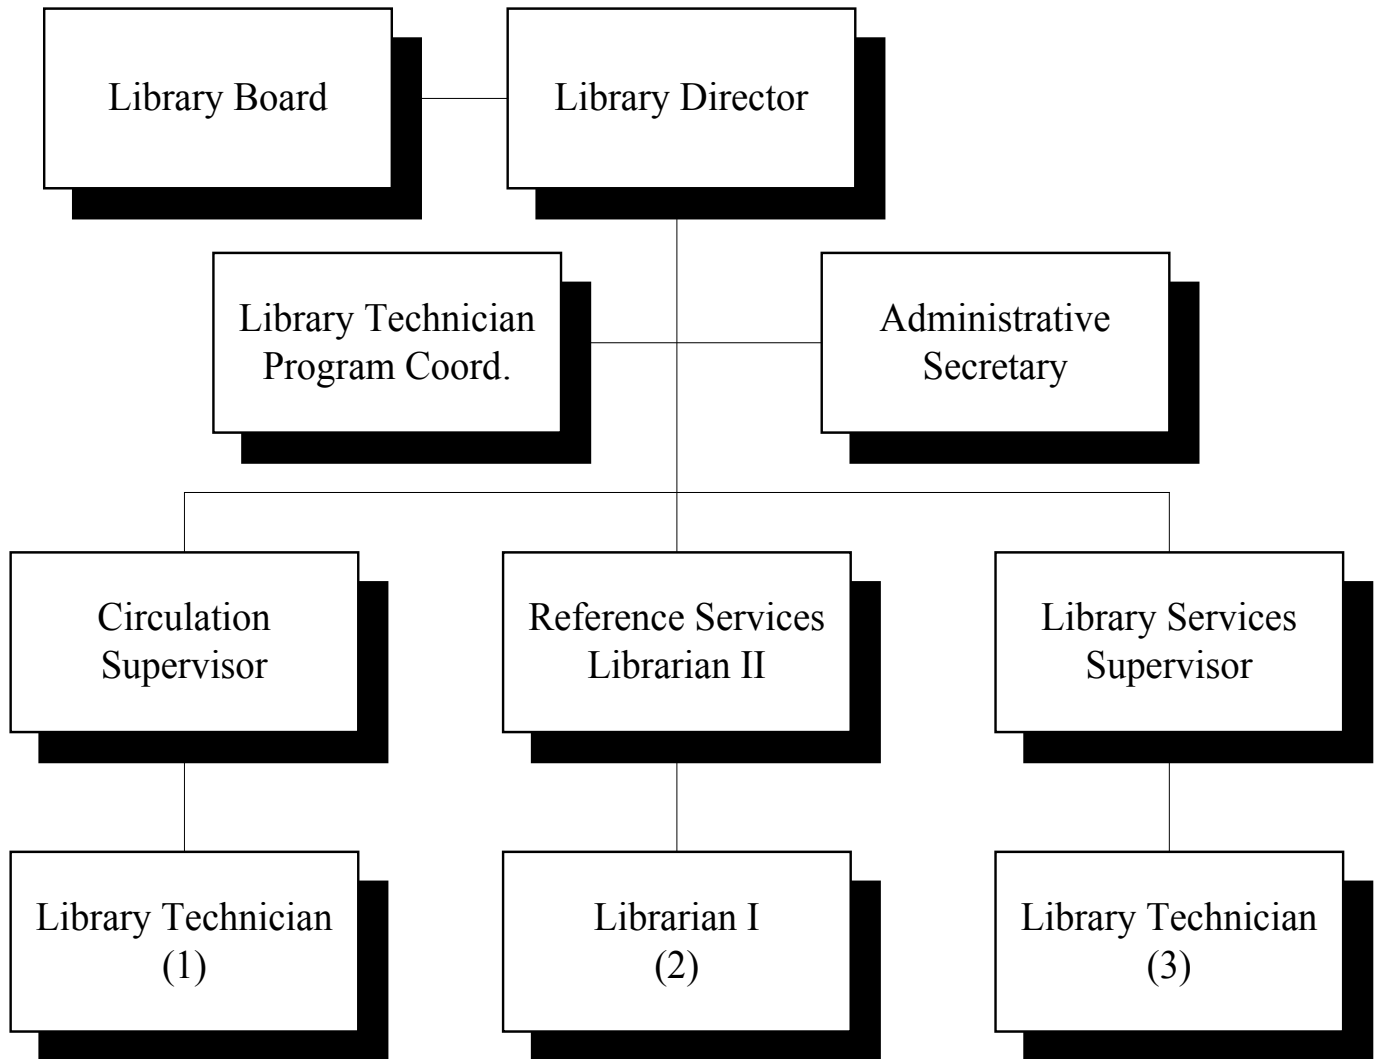 Library Board
Library Director
Library Technician
Program Coord.
Administrative
Secretary
Circulation
Supervisor
Reference Services
Librarian II
Library Services
Supervisor
Library Technician
(1)
Librarian I
(2)
Library Technician
(3)